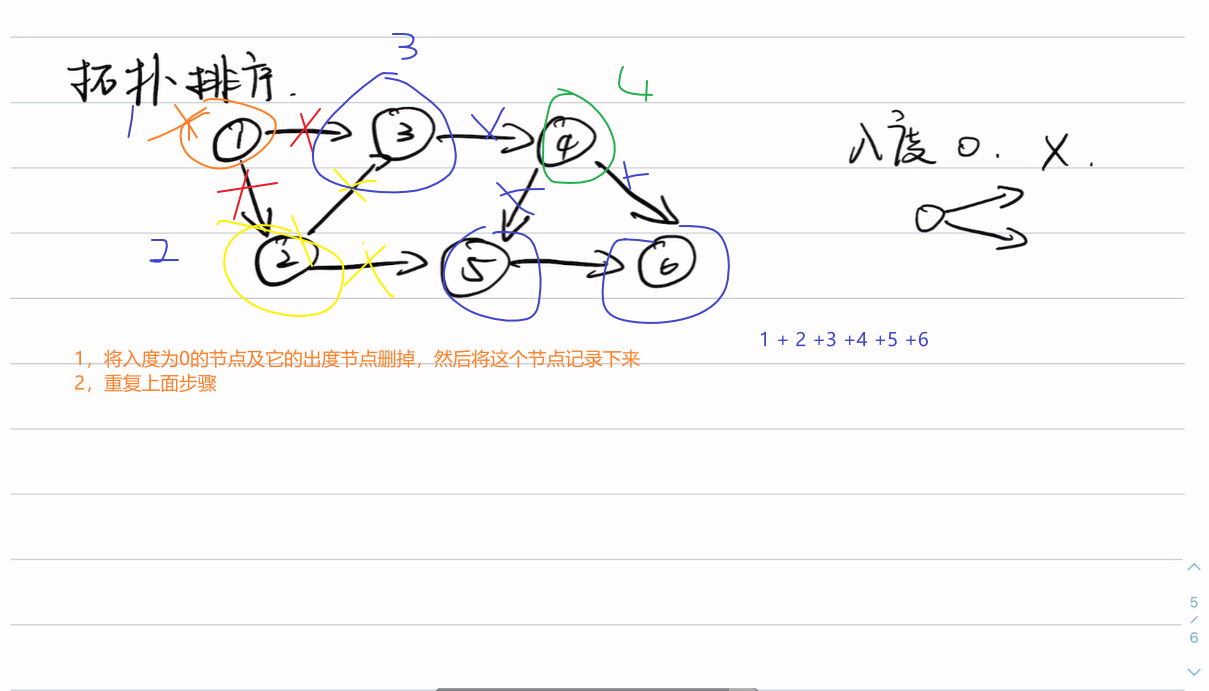 拓扑排序.
3
4
1
1
3
4
入度 0. X.
2
2
5
6
1 + 2 +3 +4 +5 +6
1，将入度为0的节点及它的出度节点删掉，然后将这个节点记录下来
2，重复上面步骤
5
6